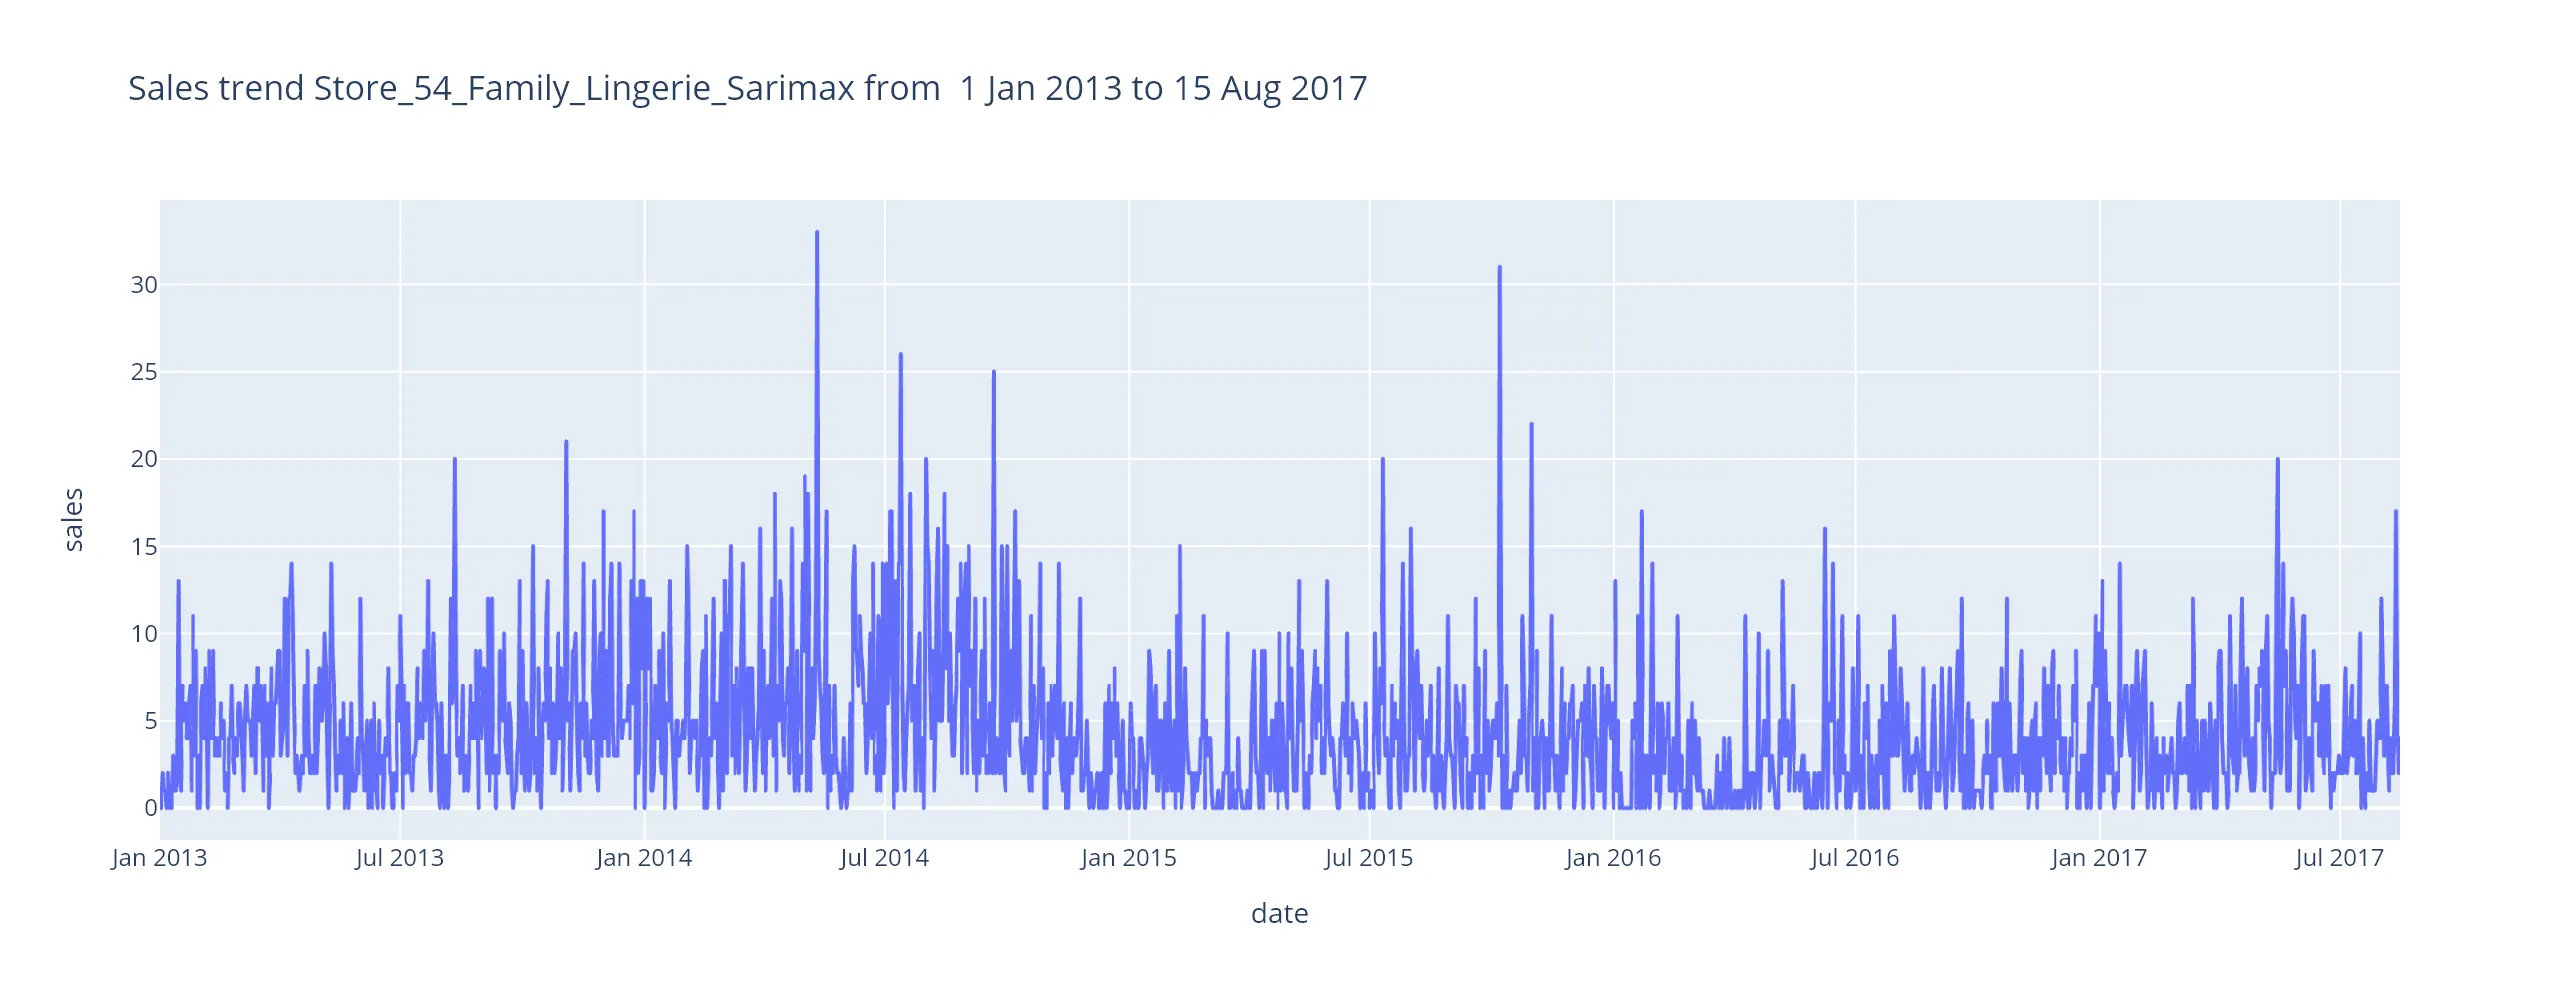 Sales trend Store_54_Family_Lingerie_Sarimax from  1 Jan 2013 to 15 Aug 2017
30
25
20
15
10
5
0
sales
Jan 2013 Jul 2013 Jan 2014 Jul 2014 Jan 2015 Jul 2015 Jan 2016 Jul 2016 Jan 2017 Jul 2017
date